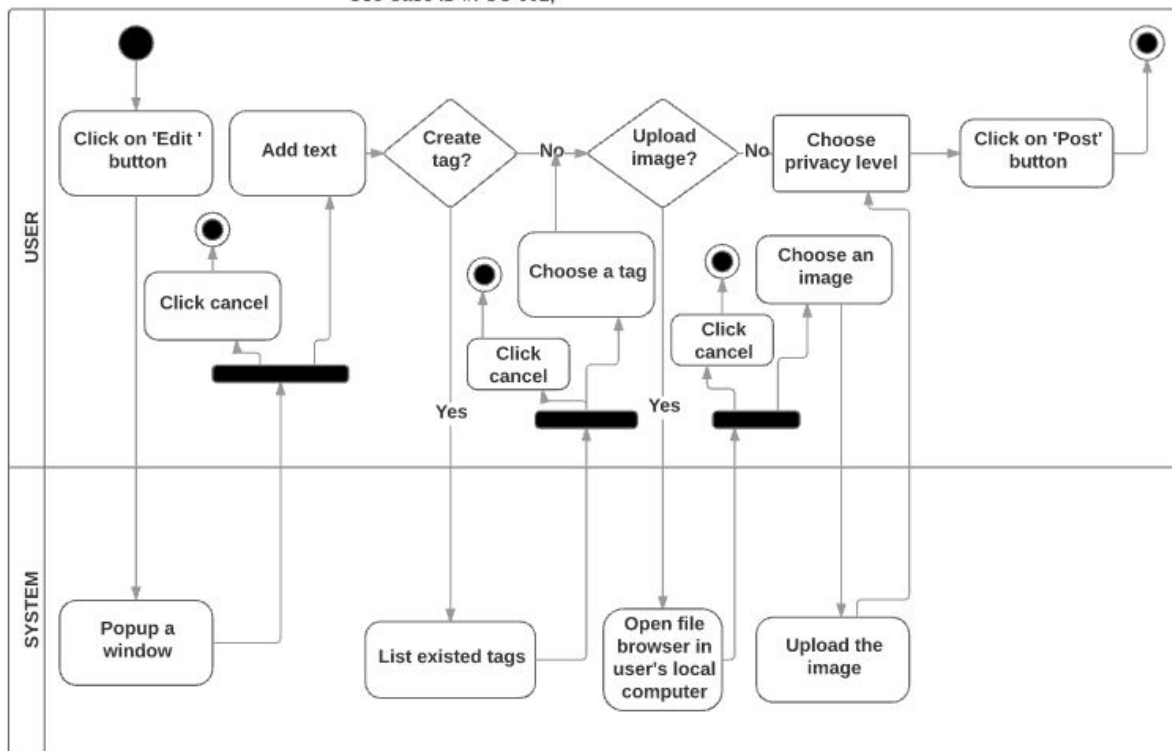 USER
Click on 'Edit '
button
Add text
Create
tag?
No
Upload
image?
No
Choose
privacy level
Click on 'Post'
button
Click cancel
Choose a tag
Click
cancel
Choose an
image
Click
cancel
Yes
Yes
SYSTEM
Popup a
window
List existed tags
Open file
browser in
user's local
computer
Upload the
image